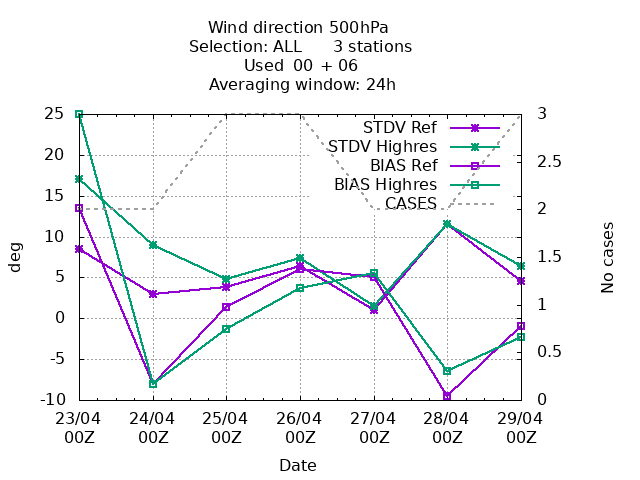 Wind direction 500hPa
Selection: ALL 3 stations
Used 00 + 06
Averaging window: 24h
25
20
15
10
5
0
-5
-10
deg
3
2.5
2
1.5
1
0.5
0
No cases
STDV Ref
STDV Highres
BIAS Ref
BIAS Highres
CASES
23/04 24/04 25/04 26/04 27/04 28/04 29/04
00Z 00Z 00Z 00Z 00Z 00Z 00Z
Date